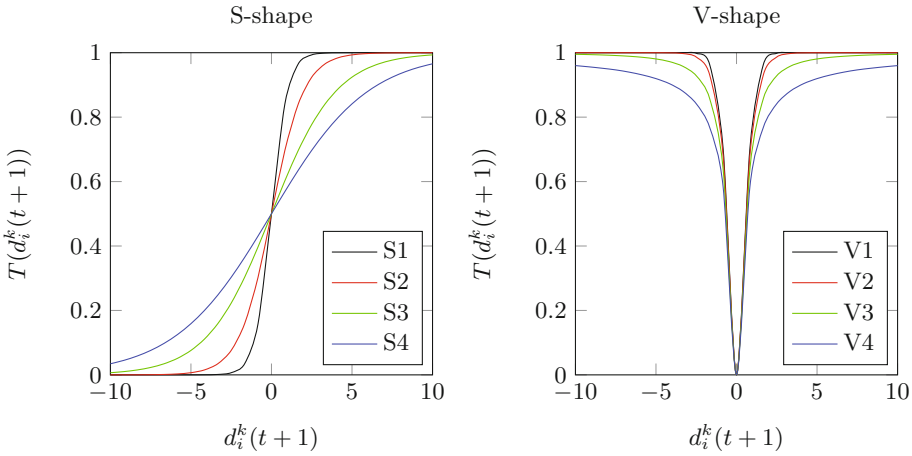 S-shape
1
0.8
0.6
0.4
0.2
0
−10
−5
0
5
10
T(d_i^k(t + 1))
d_i^k(t + 1)
S1
S2
S3
S4
V-shape
1
0.8
0.6
0.4
0.2
0
−10
−5
0
5
10
T(d_i^k(t + 1))
d_i^k(t + 1)
V1
V2
V3
V4